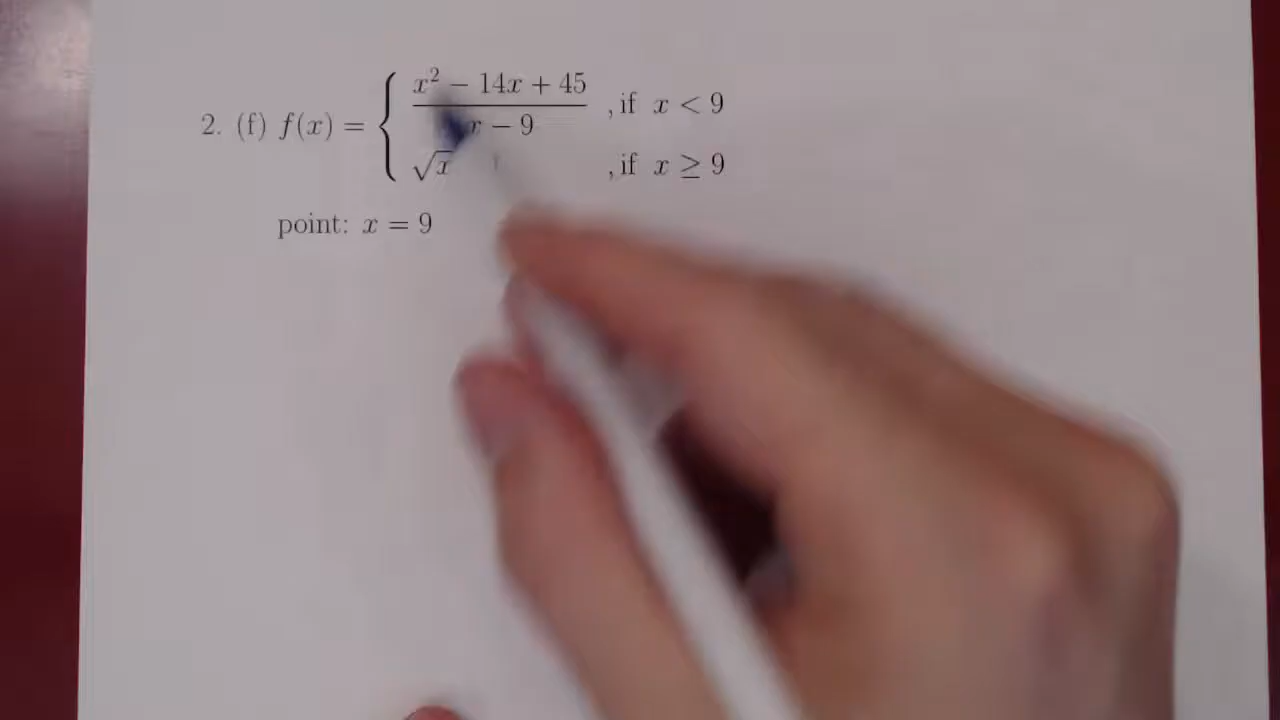 x² − 14x + 45 , if x < 9
2. (f) f(x) = {
x − 9
√x , if x ≥ 9
point: x = 9